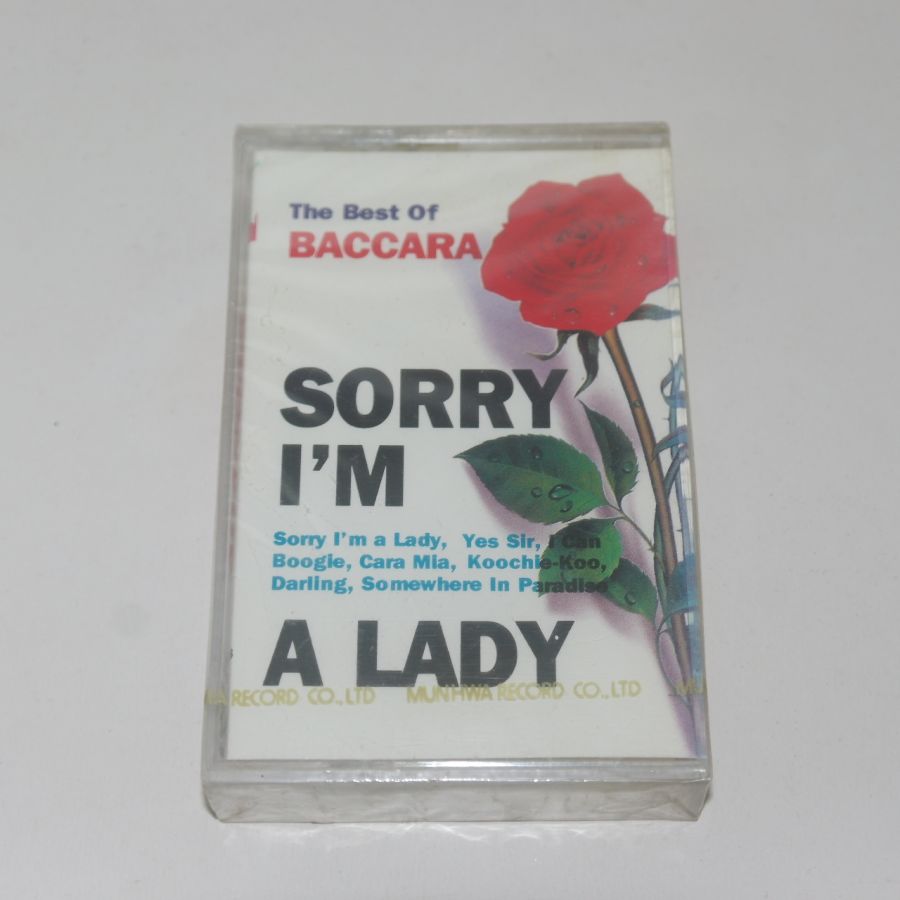 The Best Of
BACCARA
SORRY
I'M
Sorry I'm a Lady, Yes Sir, I Can
Boogie, Cara Mia, Koochie-Koo,
Darling, Somewhere In Paradise
A LADY
RECORD CO.,LTD MUNHWA RECORD CO.,LTD